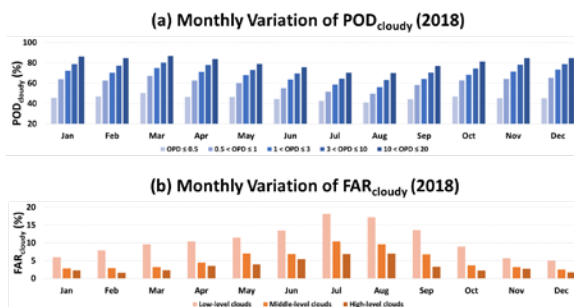 (a) Monthly Variation of PODcloudy (2018)
PODcloudy (%)
100
80
60
40
20
Jan Feb Mar Apr May Jun Jul Aug Sep Oct Nov Dec
OPD ≤ 0.5 0.5 < OPD ≤ 1 1 < OPD ≤ 3 3 < OPD ≤ 10 10 < OPD ≤ 20
(b) Monthly Variation of FARcloudy (2018)
FARcloudy (%)
20
15
10
5
0
Jan Feb Mar Apr May Jun Jul Aug Sep Oct Nov Dec
Low-level clouds Middle-level clouds High-level clouds